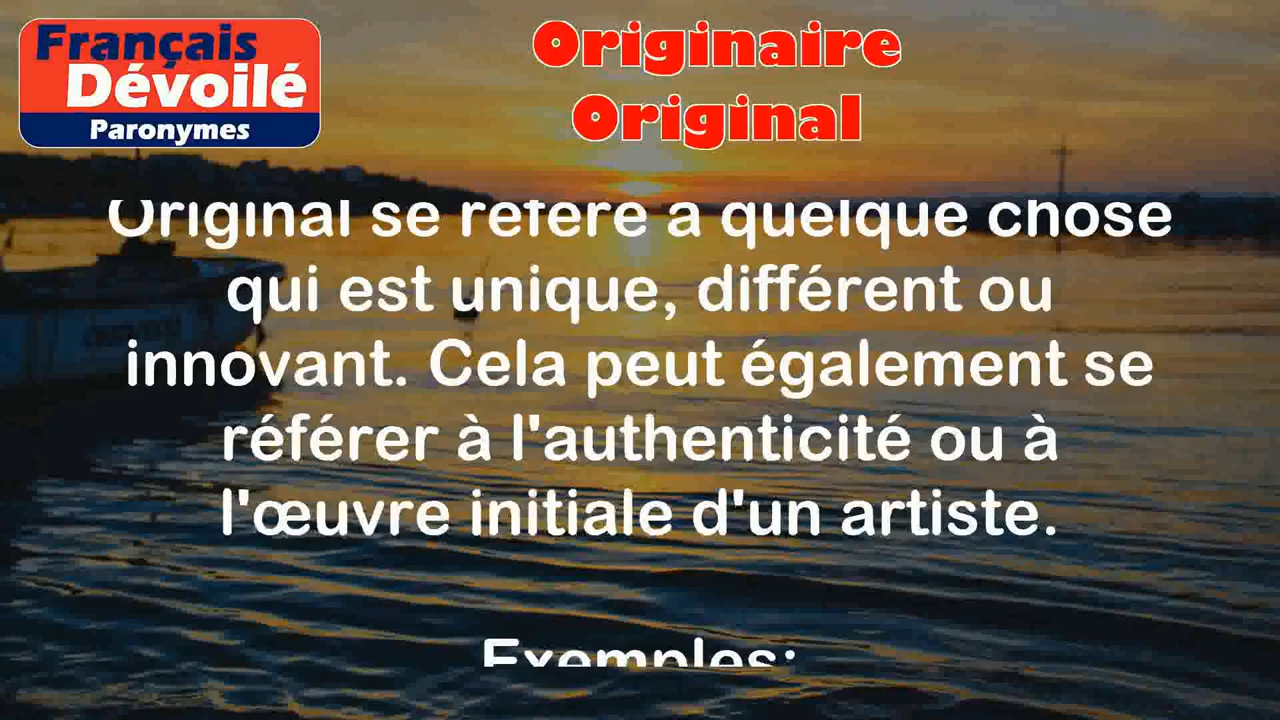 Français
Dévoilé
Paronymes
Originaire
Original
Original se réfère à quelque chose
qui est unique, différent ou
innovant. Cela peut également se
référer à l'authenticité ou à
l'œuvre initiale d'un artiste.
Exemples: